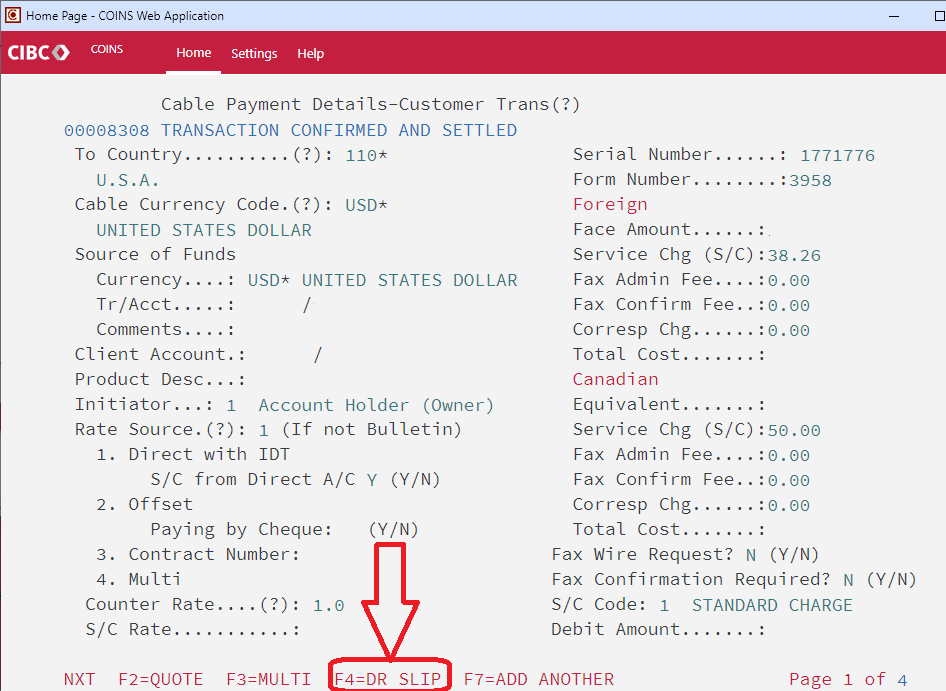 Home Page - COINS Web Application
CIBC COINS Home Settings Help
Cable Payment Details-Customer Trans(?)
00008308 TRANSACTION CONFIRMED AND SETTLED
To Country..........(?): 110* Serial Number......: 1771776
U.S.A. Form Number........:3958
Cable Currency Code.(?): USD* Foreign
UNITED STATES DOLLAR Face Amount......:
Source of Funds Service Chg (S/C):38.26
Currency....: USD* UNITED STATES DOLLAR Fax Admin Fee....:0.00
Tr/Acct.....: / Fax Confirm Fee..:0.00
Comments....: Corresp Chg......:0.00
Client Account.: / Total Cost.......:
Product Desc...: Canadian
Initiator...: 1 Account Holder (Owner) Equivalent.......:
Rate Source.(?): 1 (If not Bulletin) Service Chg (S/C):50.00
1. Direct with IDT Fax Admin Fee....:0.00
S/C from Direct A/C Y (Y/N) Fax Confirm Fee..:0.00
2. Offset Corresp Chg......:0.00
Paying by Cheque: (Y/N) Total Cost.......:
3. Contract Number: Fax Wire Request? N (Y/N)
4. Multi Fax Confirmation Required? N (Y/N)
Counter Rate....(?): 1.0 S/C Code: 1 STANDARD CHARGE
S/C Rate...........: Debit Amount.......:
NXT F2=QUOTE F3=MULTI F4=DR SLIP F7=ADD ANOTHER Page 1 of 4